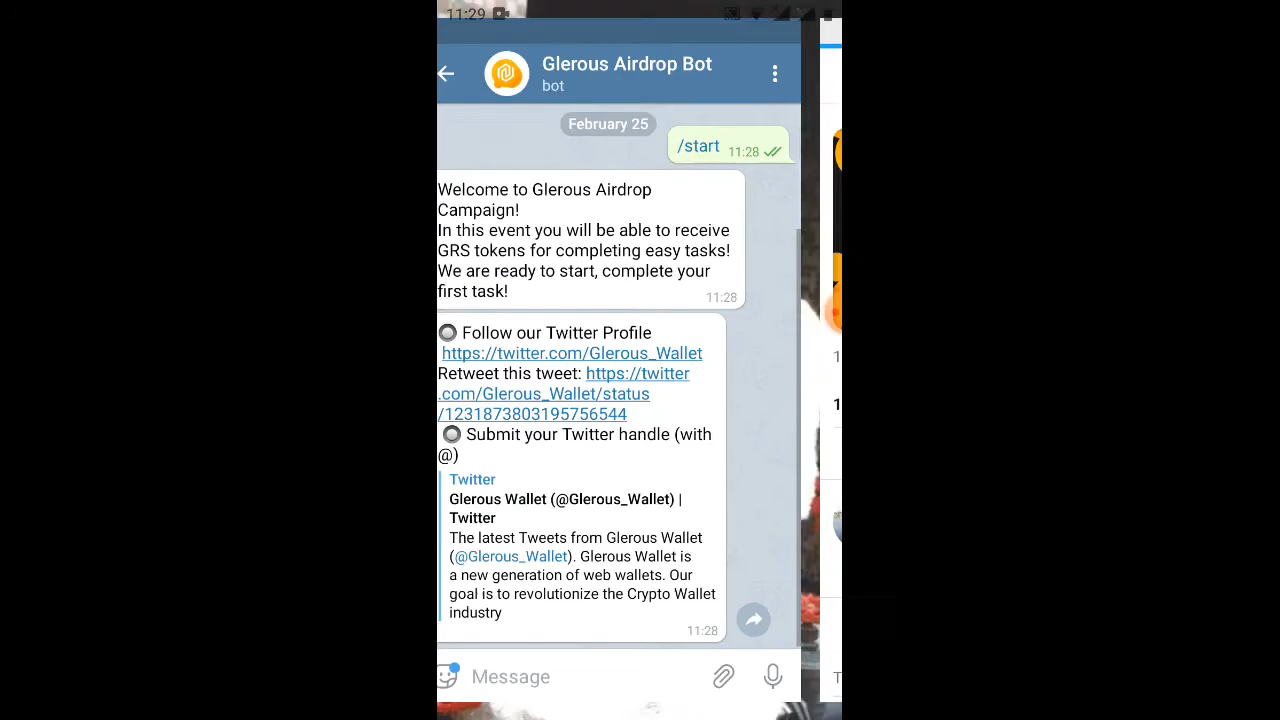 11:29
Glerous Airdrop Bot
bot
February 25
/start 11:28
Welcome to Glerous Airdrop
Campaign!
In this event you will be able to receive
GRS tokens for completing easy tasks!
We are ready to start, complete your
first task!
11:28
Follow our Twitter Profile
https://twitter.com/Glerous_Wallet
Retweet this tweet: https://twitter
.com/Glerous_Wallet/status
/1231873803195756544
Submit your Twitter handle (with
@)
Twitter
Glerous Wallet (@Glerous_Wallet) |
Twitter
The latest Tweets from Glerous Wallet
(@Glerous_Wallet). Glerous Wallet is
a new generation of web wallets. Our
goal is to revolutionize the Crypto Wallet
industry
11:28
Message